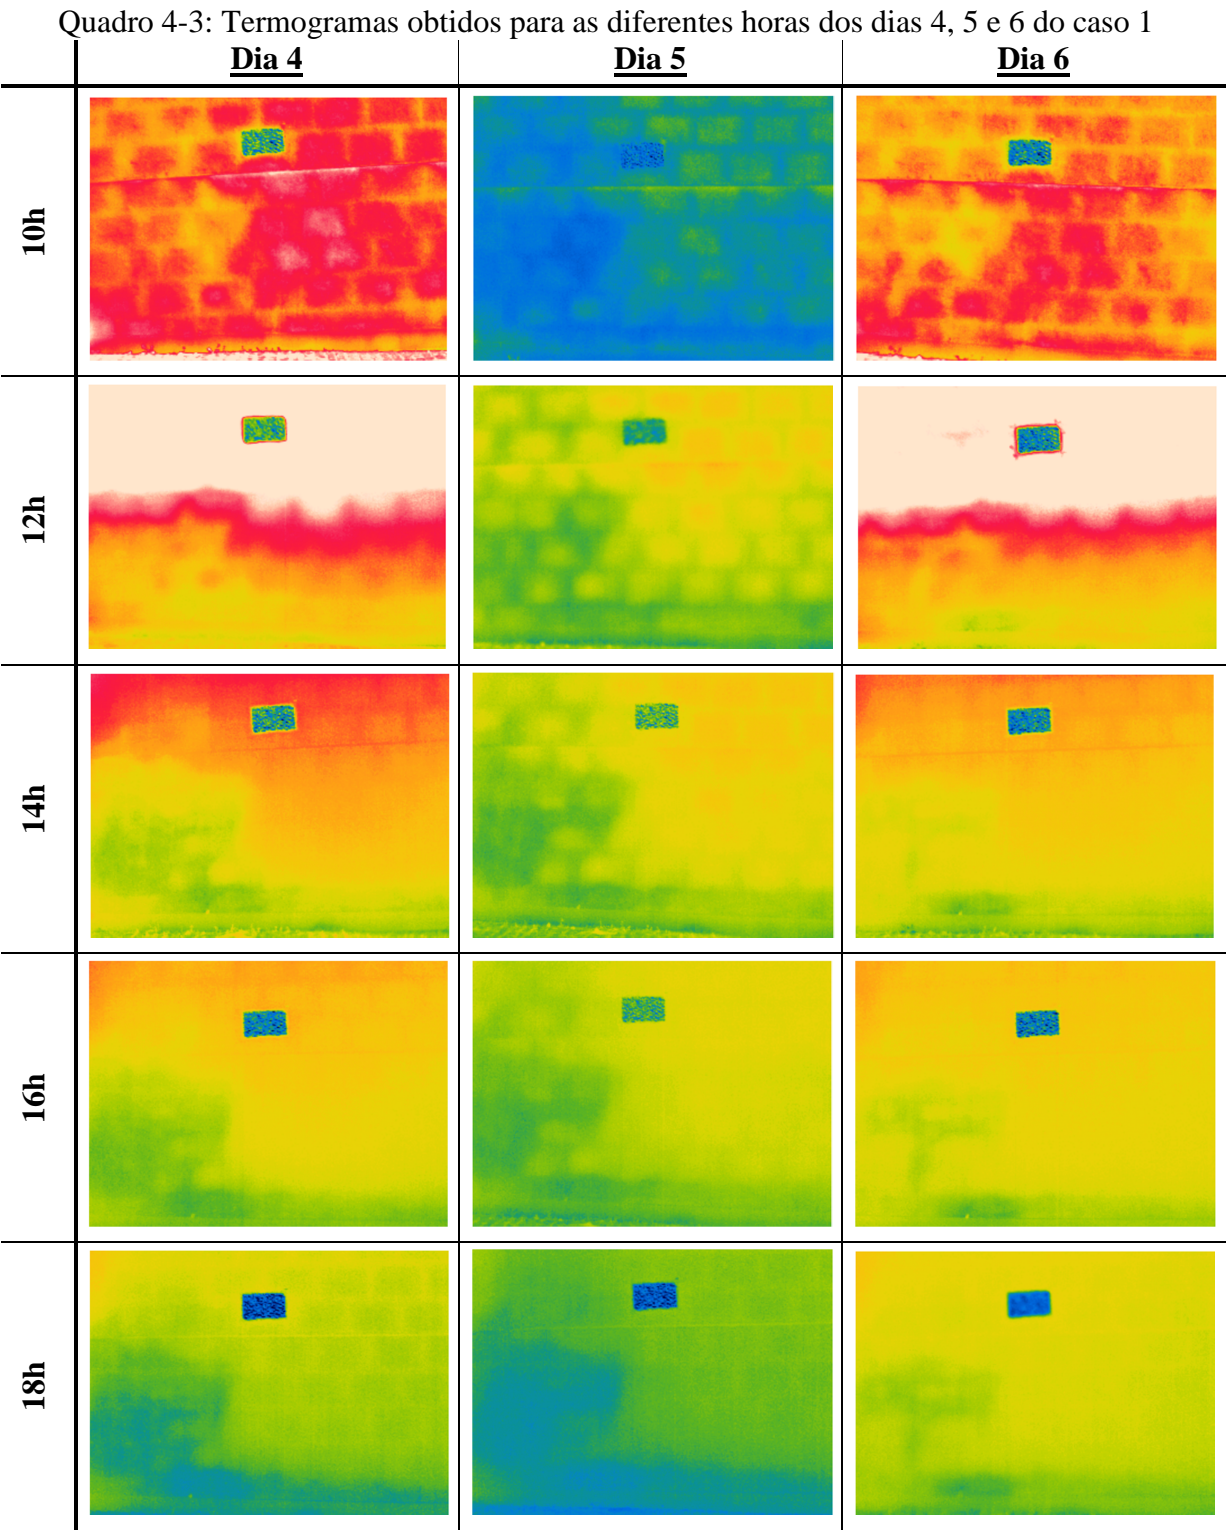 Quadro 4-3: Termogramas obtidos para as diferentes horas dos dias 4, 5 e 6 do caso 1
Dia 4 Dia 5 Dia 6
10h
12h
14h
16h
18h